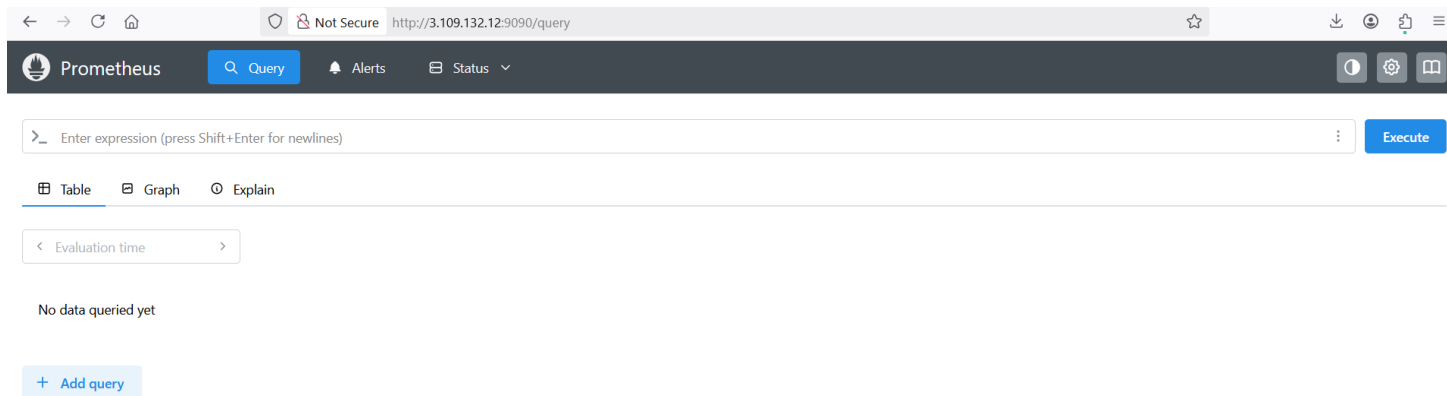 Not Secure http://3.109.132.12:9090/query
Prometheus Query Alerts Status
>_ Enter expression (press Shift+Enter for newlines) Execute
Table Graph Explain
< Evaluation time >
No data queried yet
+ Add query